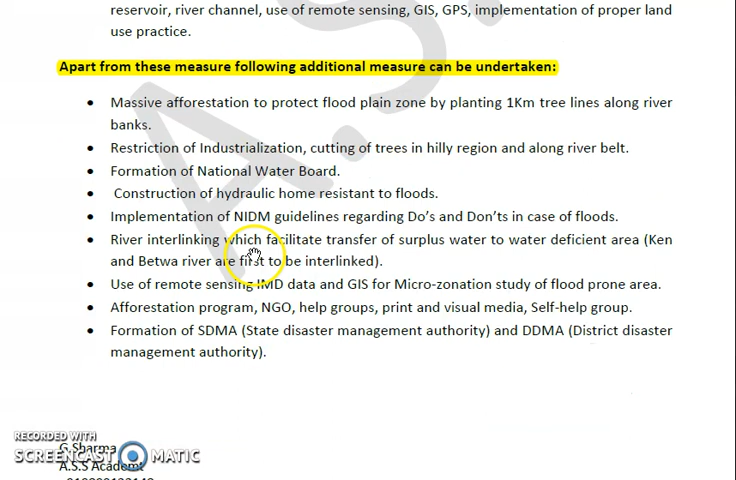 reservoir, river channel, use of remote sensing, GIS, GPS, implementation of proper land
use practice.
Apart from these measure following additional measure can be undertaken:
• Massive afforestation to protect flood plain zone by planting 1Km tree lines along river
banks.
• Restriction of Industrialization, cutting of trees in hilly region and along river belt.
• Formation of National Water Board.
• Construction of hydraulic home resistant to floods.
• Implementation of NIDM guidelines regarding Do's and Don'ts in case of floods.
• River interlinking which facilitate transfer of surplus water to water deficient area (Ken
and Betwa river are first to be interlinked).
• Use of remote sensing IMD data and GIS for Micro-zonation study of flood prone area.
• Afforestation program, NGO, help groups, print and visual media, Self-help group.
• Formation of SDMA (State disaster management authority) and DDMA (District disaster
management authority).
RECORDED WITH
G Sharma
SCREENCAST MATIC
A.S.S Academt